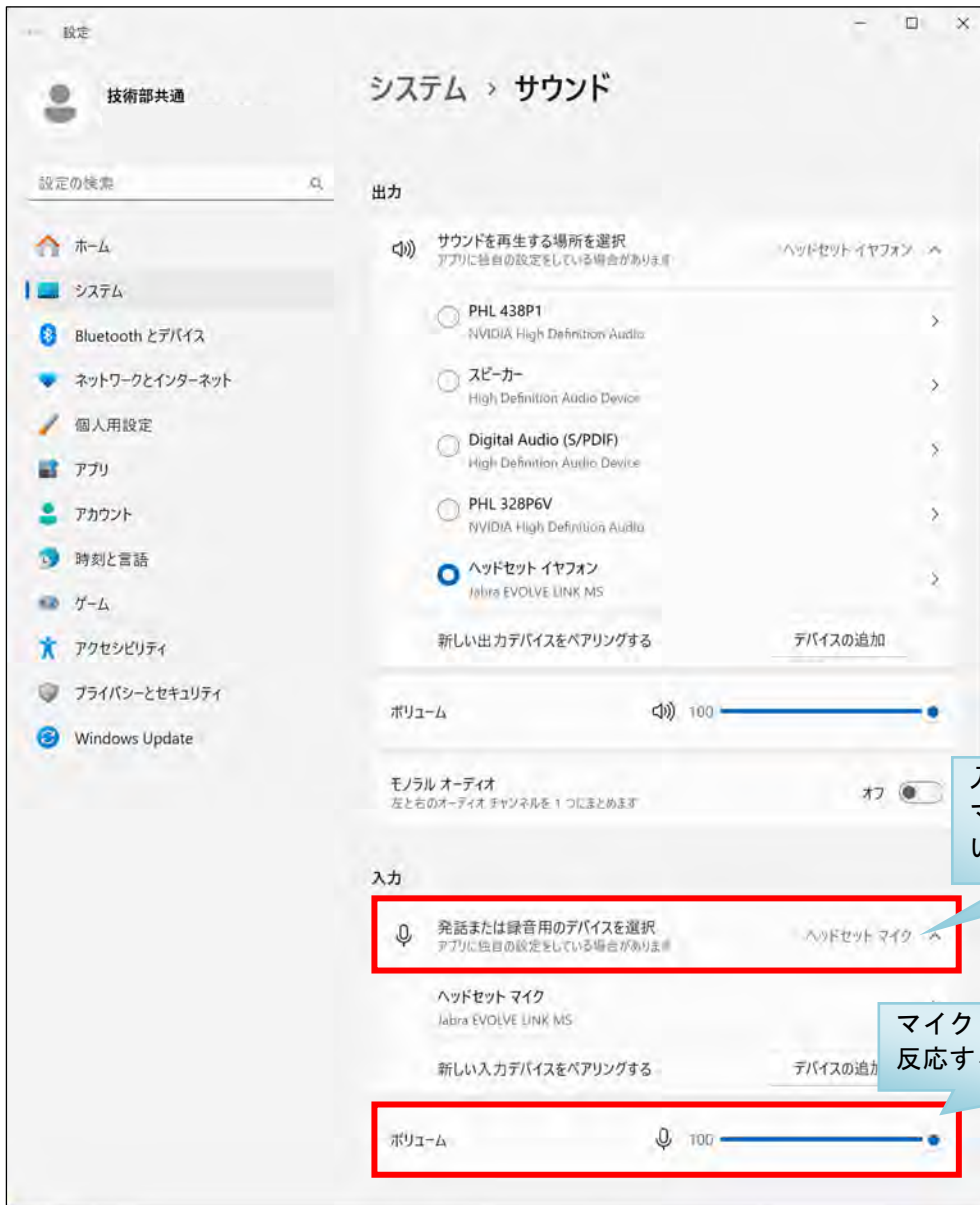 設定
技術部共通
システム › サウンド
設定の検索
出力
ホーム
システム
Bluetooth とデバイス
ネットワークとインターネット
個人用設定
アプリ
アカウント
時刻と言語
ゲーム
アクセシビリティ
プライバシーとセキュリティ
Windows Update
サウンドを再生する場所を選択
アプリに独自の設定をしている場合があります
ヘッドセット イヤフォン
PHL 438P1
NVIDIA High Definition Audio
スピーカー
High Definition Audio Device
Digital Audio (S/PDIF)
High Definition Audio Device
PHL 328P6V
NVIDIA High Definition Audio
ヘッドセット イヤフォン
Jabra EVOLVE LINK MS
新しい出力デバイスをペアリングする
デバイスの追加
ボリューム
100
モノラル オーディオ
左と右のオーディオ チャンネルを 1 つにまとめます
オフ
入力
発話または録音用のデバイスを選択
アプリに独自の設定をしている場合があります
ヘッドセット マイク
ヘッドセット マイク
Jabra EVOLVE LINK MS
マイク
反応す
新しい入力デバイスをペアリングする
デバイスの追
ボリューム
100